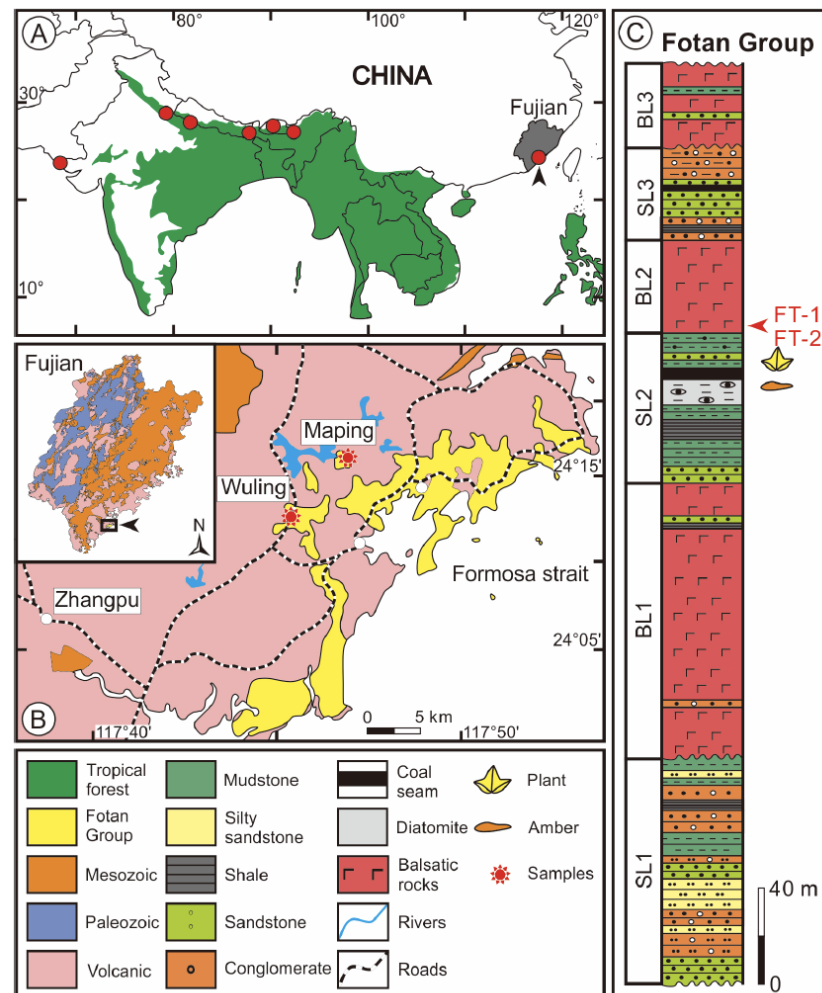 A
80°
100°
120°
CHINA
30°
Fujian
10°
Fujian
N
Maping
Wuling
24°15'
Formosa strait
Zhangpu
24°05'
B
0 5 km
117°40'
117°50'
Tropical forest
Mudstone
Coal seam
Plant
Fotan Group
Silty sandstone
Diatomite
Amber
Mesozoic
Shale
Balsatic rocks
Samples
Paleozoic
Sandstone
Rivers
Volcanic
Conglomerate
Roads
C
Fotan Group
BL3
SL3
BL2
FT-1
FT-2
SL2
BL1
SL1
40 m
0